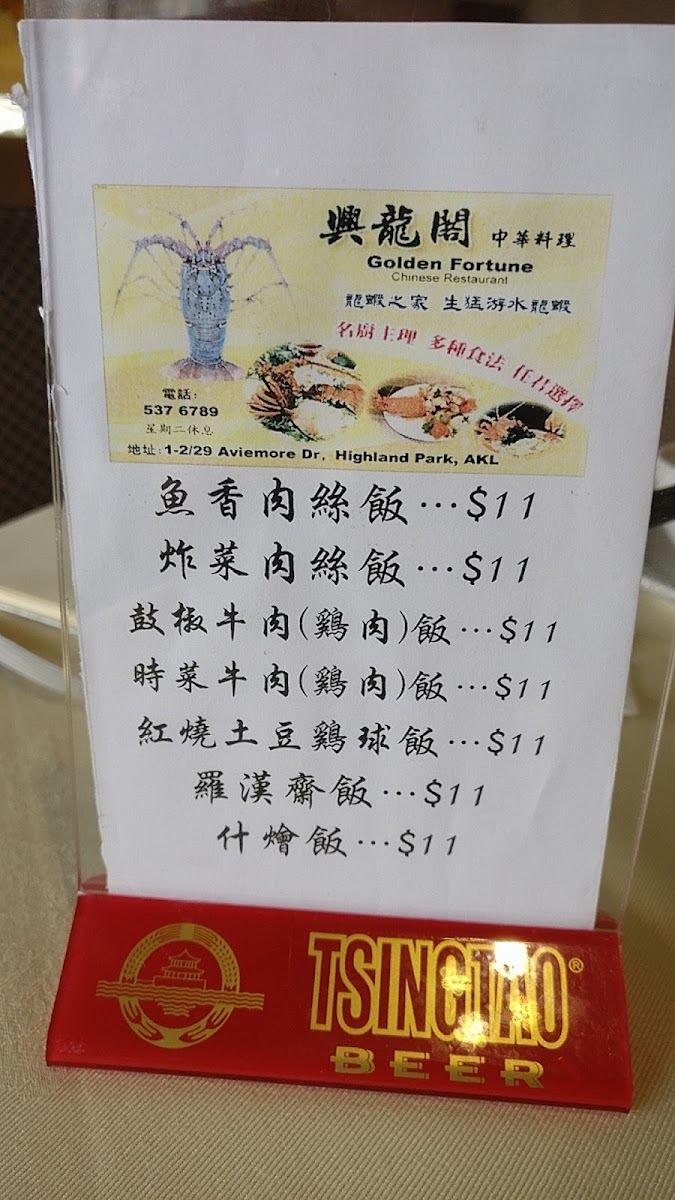 興龍閣 中華料理
Golden Fortune
Chinese Restaurant
龍蝦之家 生猛游水龍蝦
名廚主理 多種食法 任君選擇
電話:
537 6789
星期二休息
地址:1-2/29 Aviemore Dr, Highland Park, AKL
魚香肉絲飯…$11
炸菜肉絲飯…$11
鼓椒牛肉(鷄肉)飯…$11
時菜牛肉(鷄肉)飯…$11
紅燒土豆鷄球飯…$11
羅漢齋飯…$11
什燴飯…$11
TSINGTAO®
BEER